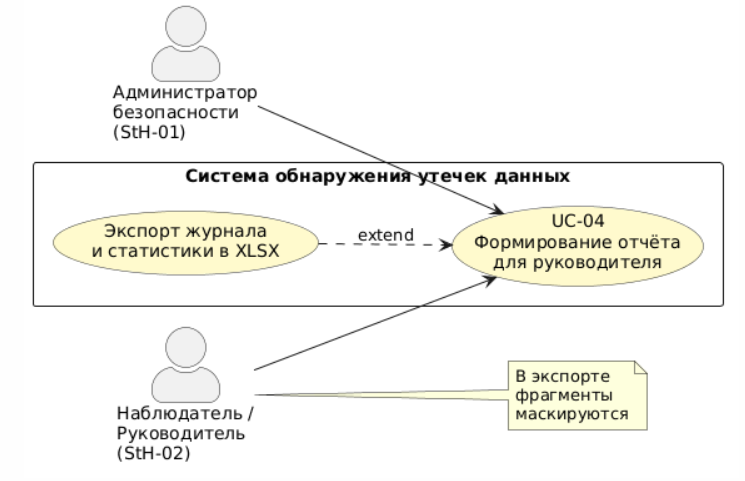 Администратор
безопасности
(StH-01)
Система обнаружения утечек данных
Экспорт журнала
и статистики в XLSX
extend
UC-04
Формирование отчёта
для руководителя
Наблюдатель /
Руководитель
(StH-02)
В экспорте
фрагменты
маскируются